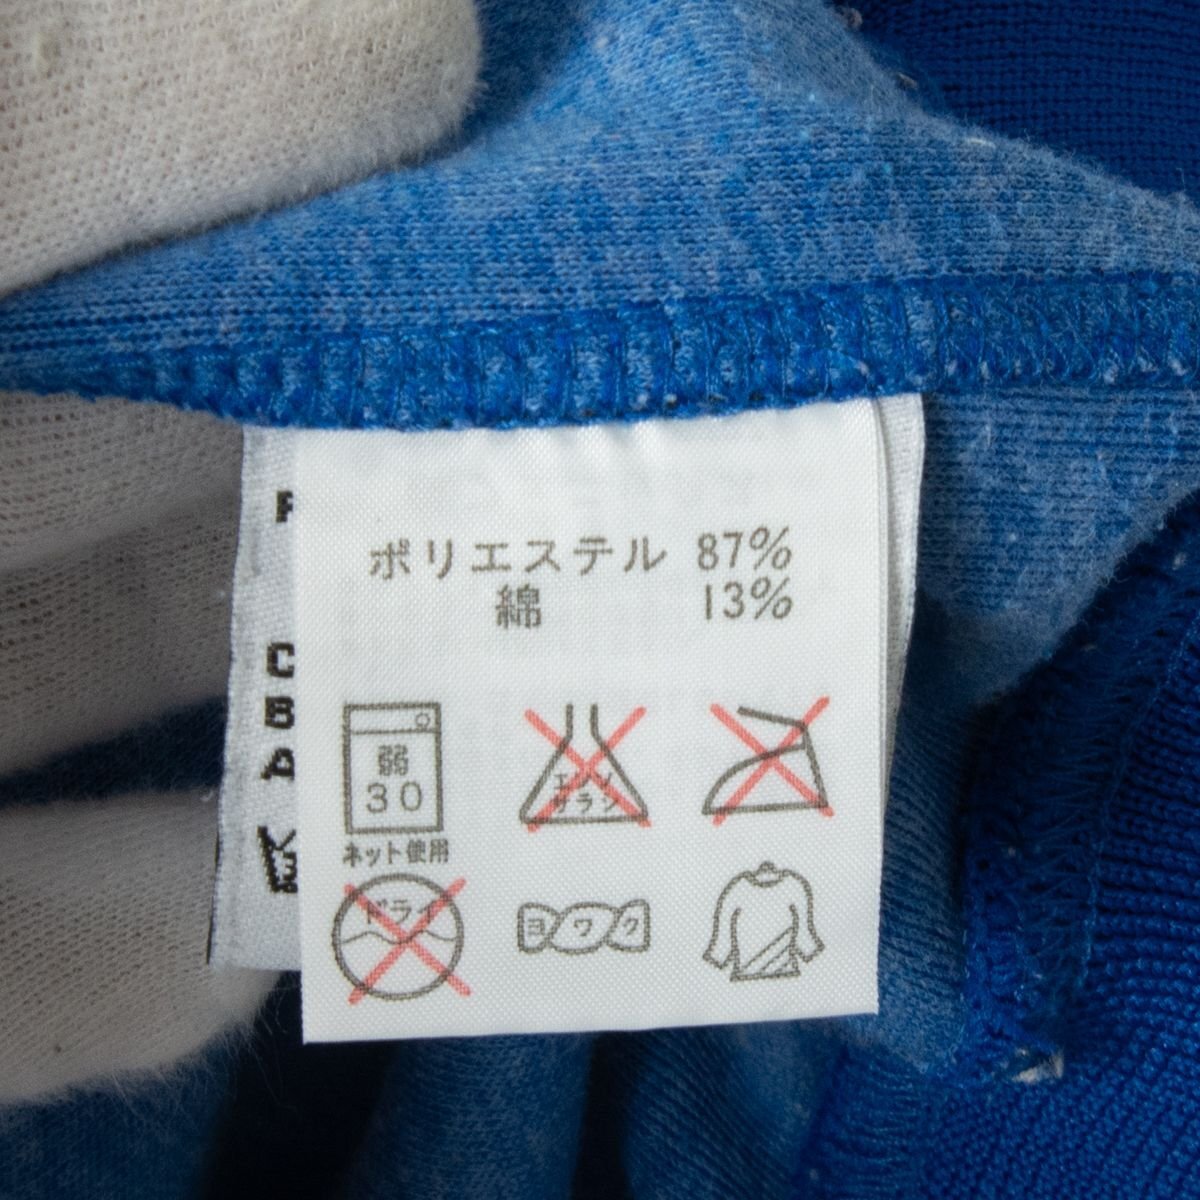 ポリエステル 87%
綿 13%
弱
30
ネット使用
エンソ
サラシ
ドライ
ヨワク
C
B